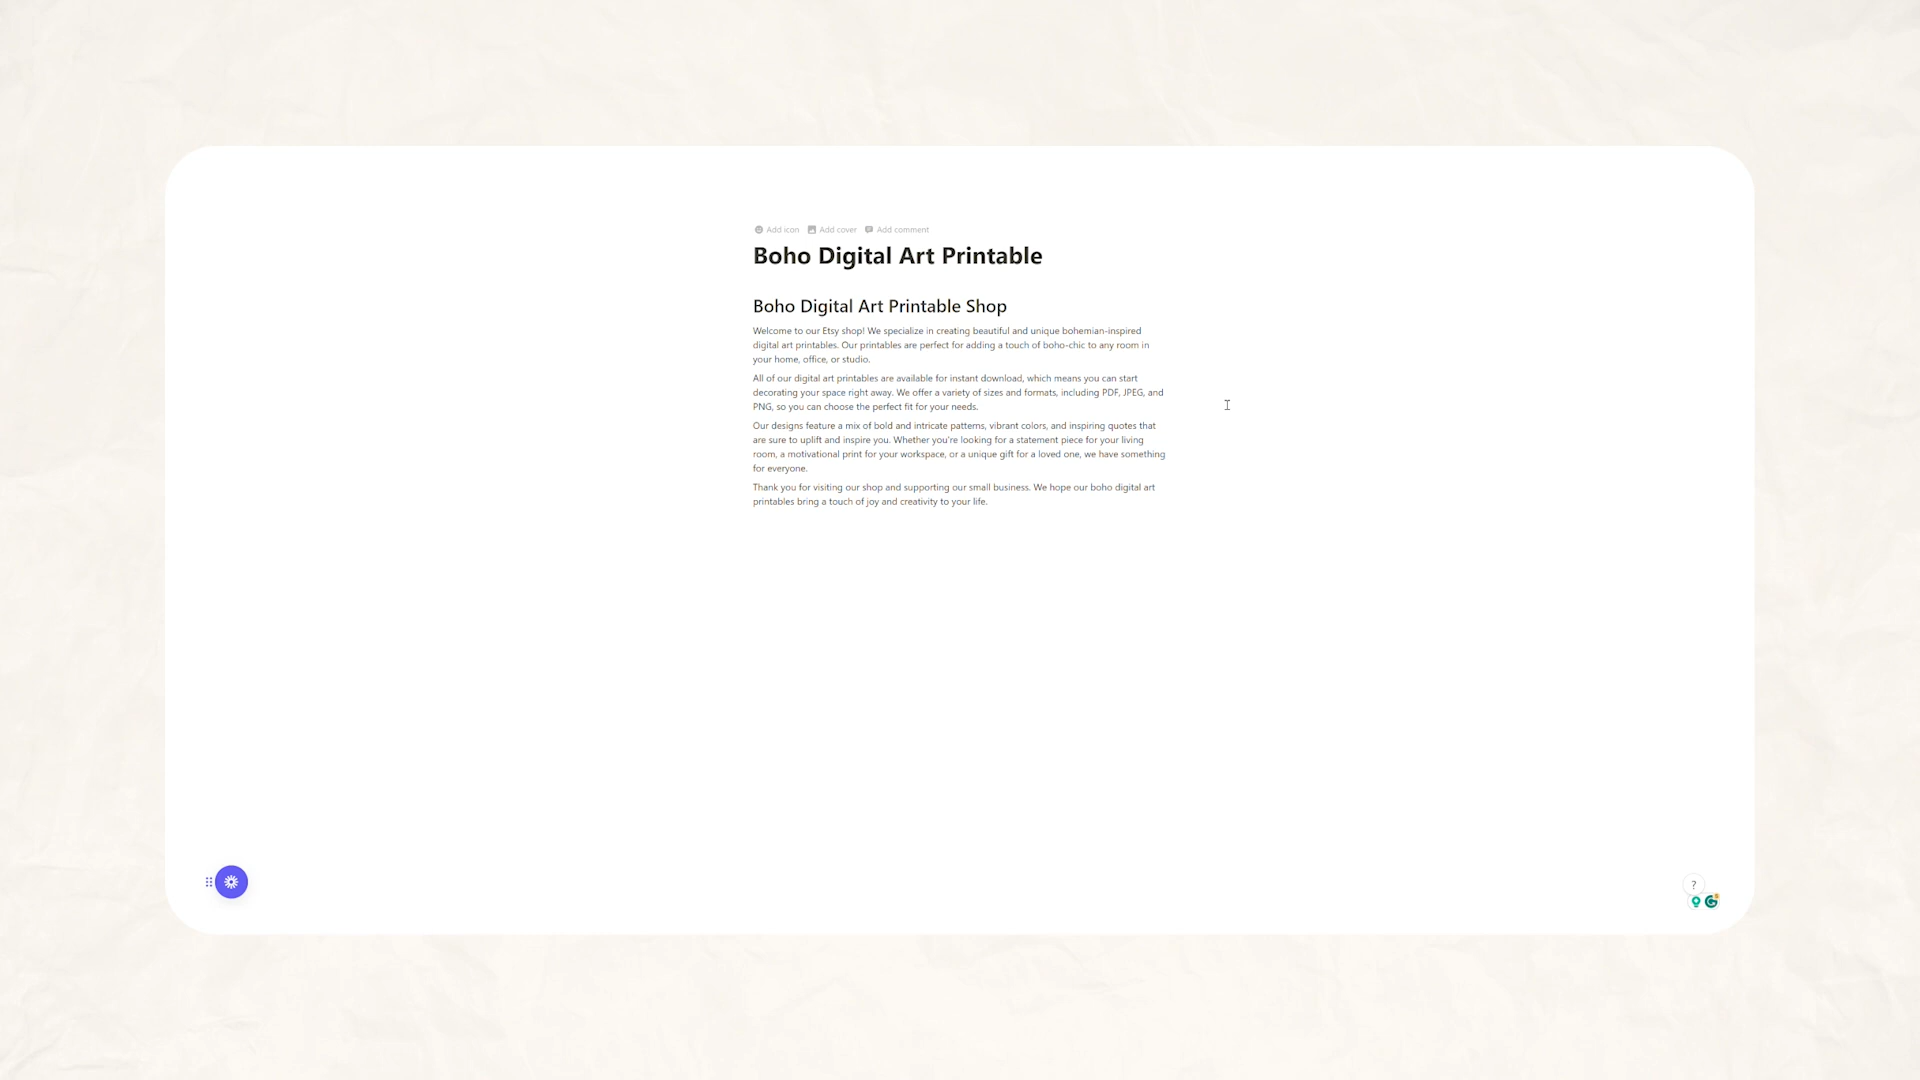 Add icon Add cover Add comment
Boho Digital Art Printable
Boho Digital Art Printable Shop
Welcome to our Etsy shop! We specialize in creating beautiful and unique bohemian-inspired
digital art printables. Our printables are perfect for adding a touch of boho-chic to any room in
your home, office, or studio.
All of our digital art printables are available for instant download, which means you can start
decorating your space right away. We offer a variety of sizes and formats, including PDF, JPEG, and
PNG, so you can choose the perfect fit for your needs.
Our designs feature a mix of bold and intricate patterns, vibrant colors, and inspiring quotes that
are sure to uplift and inspire you. Whether you're looking for a statement piece for your living
room, a motivational print for your workspace, or a unique gift for a loved one, we have something
for everyone.
Thank you for visiting our shop and supporting our small business. We hope our boho digital art
printables bring a touch of joy and creativity to your life.
?